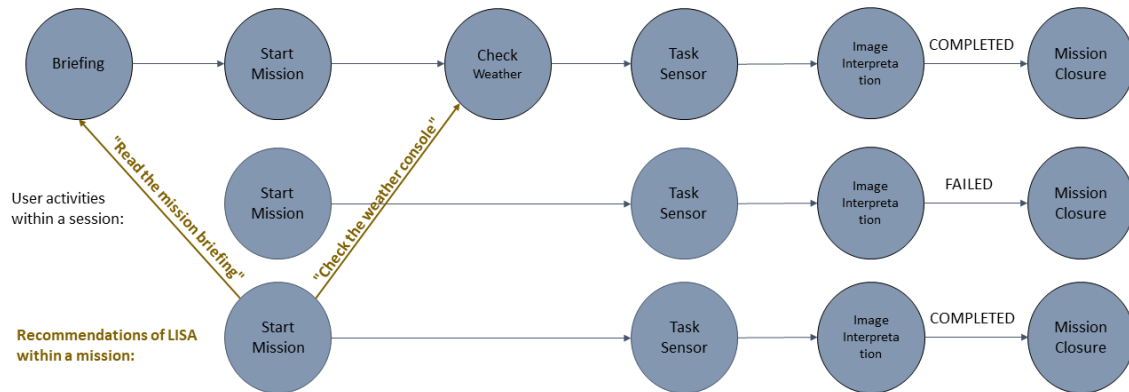 Briefing
Start
Mission
Check
Weather
Task
Sensor
Image
Interpreta
tion
COMPLETED
Mission
Closure
"Read the mission briefing"
"Check the weather console"
User activities
within a session:
Start
Mission
Task
Sensor
Image
Interpreta
tion
FAILED
Mission
Closure
Recommendations of LISA
within a mission:
Start
Mission
Task
Sensor
Image
Interpreta
tion
COMPLETED
Mission
Closure